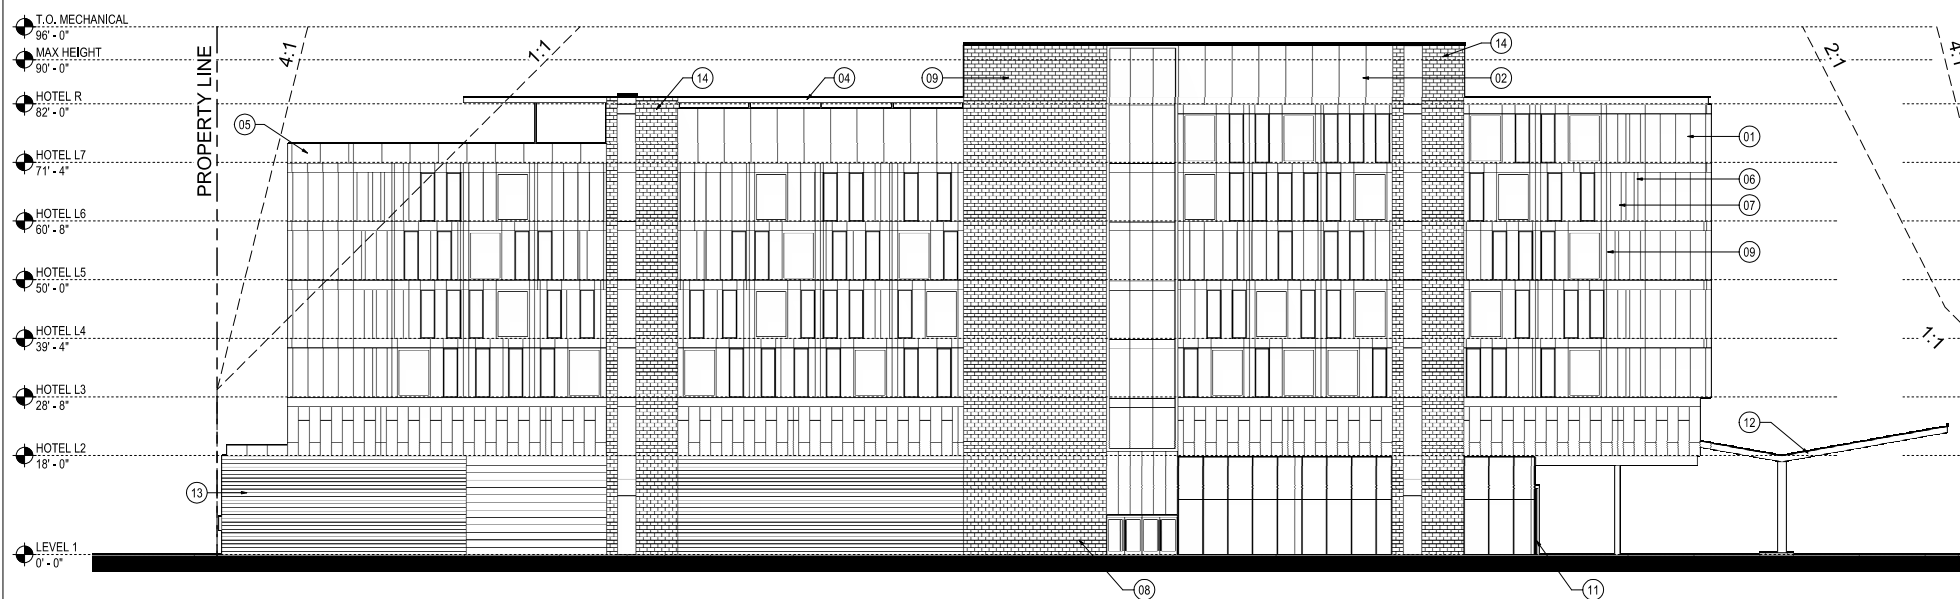 T.O. MECHANICAL
96' - 0"
MAX HEIGHT
90' - 0"
HOTEL R
82' - 0"
HOTEL L7
71' - 4"
HOTEL L6
60' - 8"
HOTEL L5
50' - 0"
HOTEL L4
39' - 4"
HOTEL L3
28' - 8"
HOTEL L2
18' - 0"
LEVEL 1
0' - 0"
PROPERTY LINE
4:1
1:1
05
14
04
09
14
02
01
06
07
09
12
13
08
11
2:1
4:1
1:1